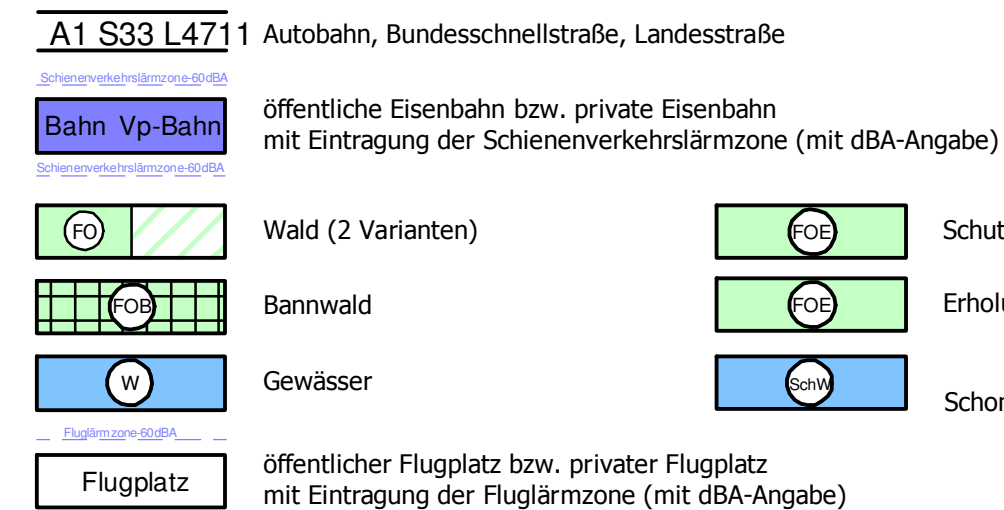 A1 S33 L4711 Autobahn, Bundesschnellstraße, Landesstraße
Schienenverkehrslärmzone-60dBA
Bahn Vp-Bahn
öffentliche Eisenbahn bzw. private Eisenbahn
mit Eintragung der Schienenverkehrslärmzone (mit dBA-Angabe)
Schienenverkehrslärmzone-60dBA
FO Wald (2 Varianten) FOE Schut
FOB Bannwald FOE Erholu
W Gewässer SchW Schon
Fluglärmzone-60dBA
Flugplatz
öffentlicher Flugplatz bzw. privater Flugplatz
mit Eintragung der Fluglärmzone (mit dBA-Angabe)